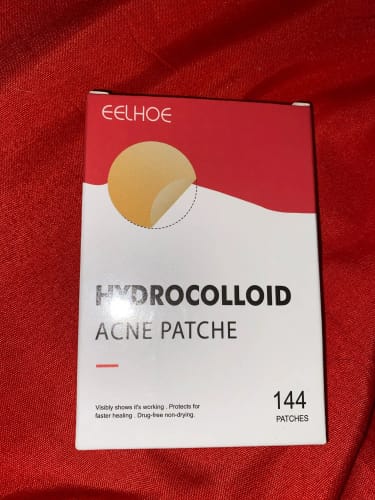 EELHOE
HYDROCOLLOID
ACNE PATCHE
Visibly shows it's working . Protects for
faster healing . Drug-free non-drying.
144
PATCHES